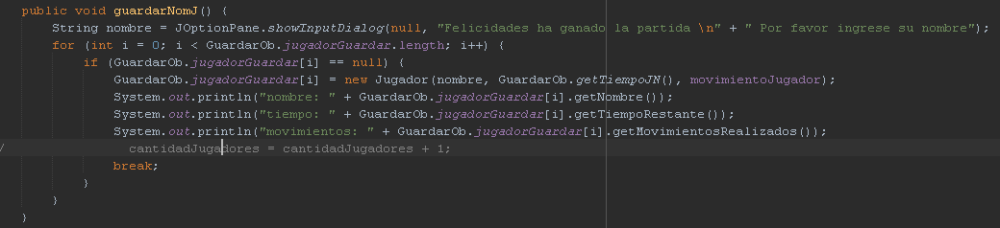 public void guardarNomJ() {
String nombre = JOptionPane.showInputDialog(null, "Felicidades ha ganado la partida \n" + " Por favor ingrese su nombre");
for (int i = 0; i < GuardarOb.jugadorGuardar.length; i++) {
if (GuardarOb.jugadorGuardar[i] == null) {
GuardarOb.jugadorGuardar[i] = new Jugador(nombre, GuardarOb.getTiempoJN(), movimientoJugador);
System.out.println("nombre: " + GuardarOb.jugadorGuardar[i].getNombre());
System.out.println("tiempo: " + GuardarOb.jugadorGuardar[i].getTiempoRestante());
System.out.println("movimientos: " + GuardarOb.jugadorGuardar[i].getMovimientosRealizados());
/ cantidadJugadores = cantidadJugadores + 1;
break;
}
}
}